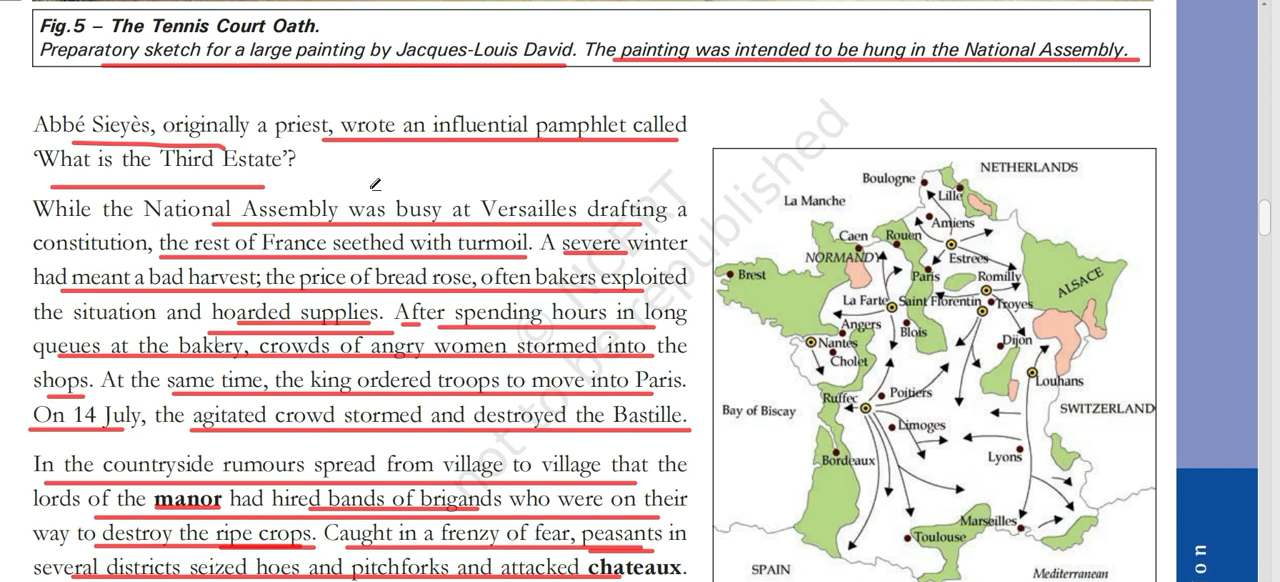 Fig.5 – The Tennis Court Oath.
Preparatory sketch for a large painting by Jacques-Louis David. The painting was intended to be hung in the National Assembly.
Abbé Sieyès, originally a priest, wrote an influential pamphlet called
‘What is the Third Estate’?
While the National Assembly was busy at Versailles drafting a
constitution, the rest of France seethed with turmoil. A severe winter
had meant a bad harvest; the price of bread rose, often bakers exploited
the situation and hoarded supplies. After spending hours in long
queues at the bakery, crowds of angry women stormed into the
shops. At the same time, the king ordered troops to move into Paris.
On 14 July, the agitated crowd stormed and destroyed the Bastille.
In the countryside rumours spread from village to village that the
lords of the manor had hired bands of brigands who were on their
way to destroy the ripe crops. Caught in a frenzy of fear, peasants in
several districts seized hoes and pitchforks and attacked chateaux.
NETHERLANDS
Boulogne
Lille
La Manche
Amiens
Caen
Rouen
NORMANDY
Estrees
Paris
Romilly
ALSACE
Brest
La Farte
Saint Florentin
Troyes
Angers
Blois
Nantes
Dijon
Cholet
Louhans
Ruffec
Poitiers
Bay of Biscay
SWITZERLAND
Limoges
Lyons
Bordeaux
Marseilles
Toulouse
SPAIN
Mediterranean
© NCERT
not to be republished
on